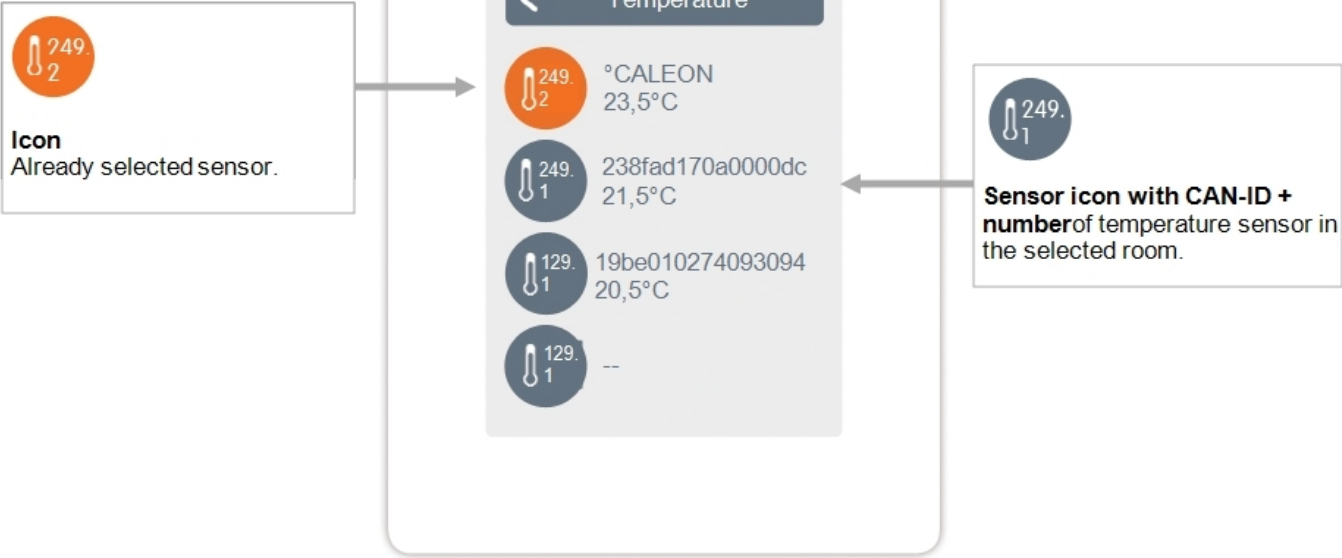 Temperature
249.
2
Icon
Already selected sensor.
249.
2
°CALEON
23,5°C
249.
1
238fad170a0000dc
21,5°C
129.
1
19be010274093094
20,5°C
129.
1
--
249.
1
Sensor icon with CAN-ID +
numberof temperature sensor in
the selected room.